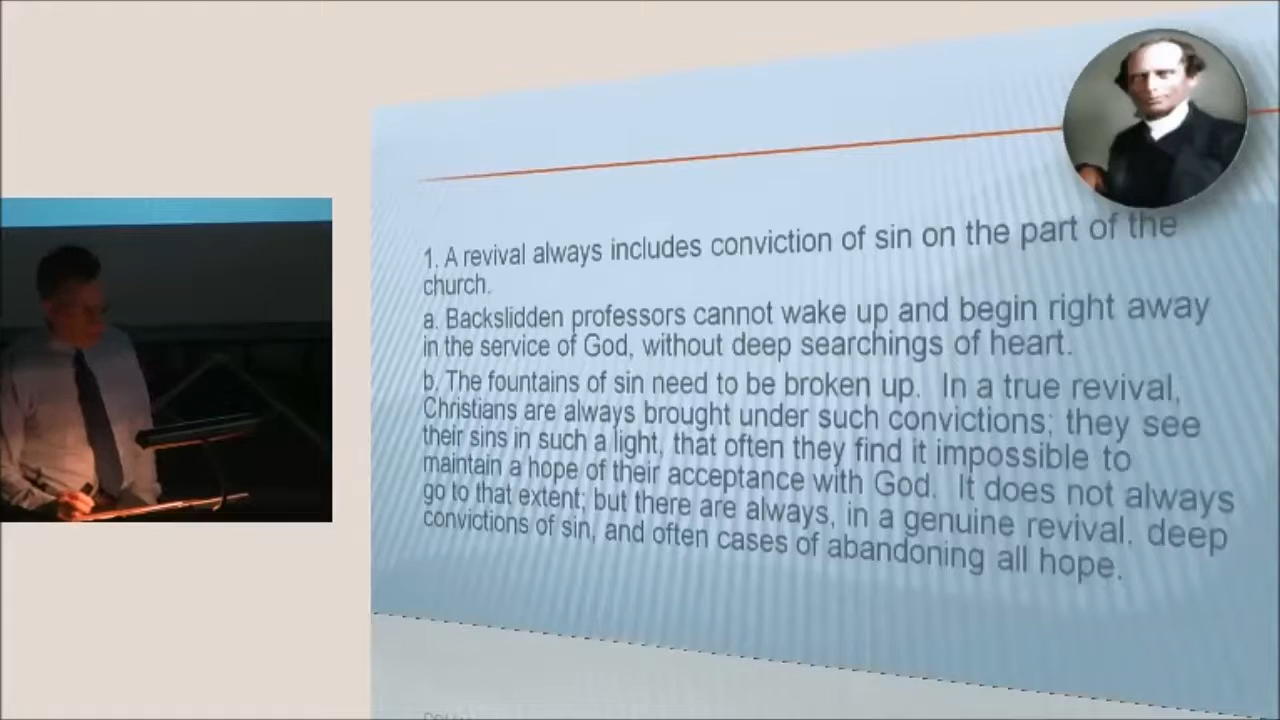 1. A revival always includes conviction of sin on the part of the
church.
a. Backslidden professors cannot wake up and begin right away
in the service of God, without deep searchings of heart.
b. The fountains of sin need to be broken up.  In a true revival,
Christians are always brought under such convictions; they see
their sins in such a light, that often they find it impossible to
maintain a hope of their acceptance with God.  It does not always
go to that extent; but there are always, in a genuine revival, deep
convictions of sin, and often cases of abandoning all hope.